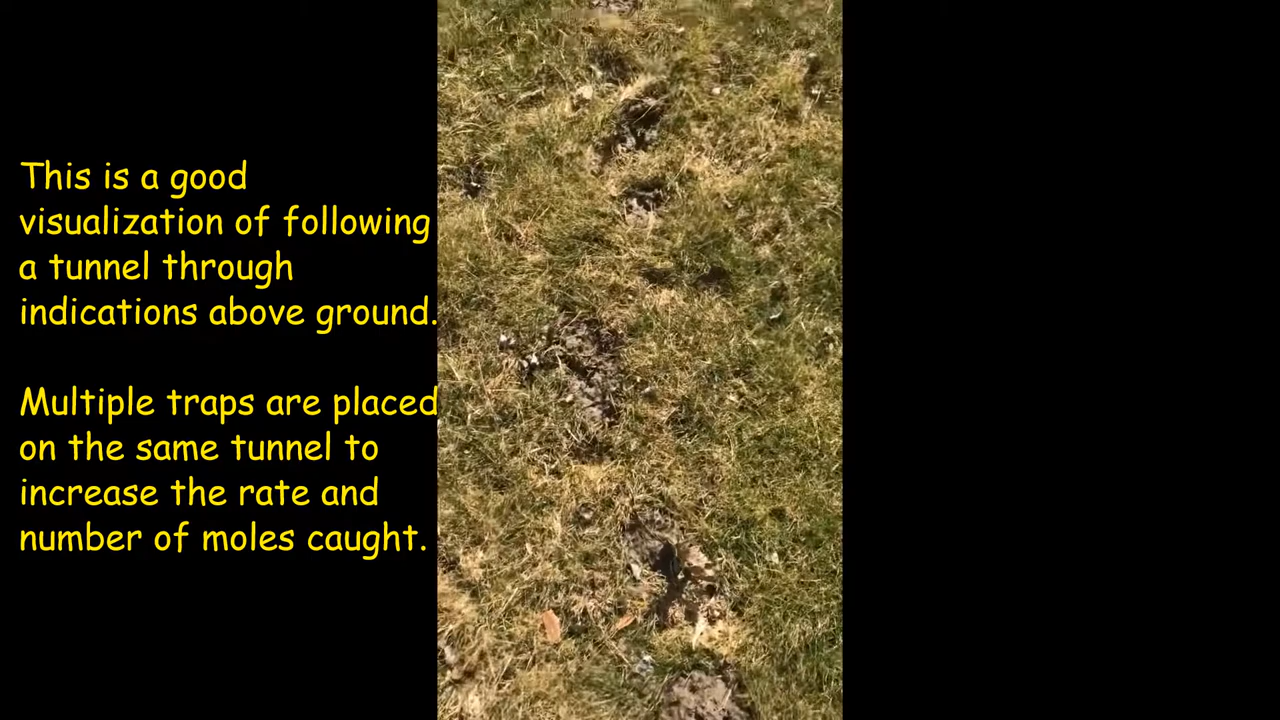 This is a good
visualization of following
a tunnel through
indications above ground.
Multiple traps are placed
on the same tunnel to
increase the rate and
number of moles caught.